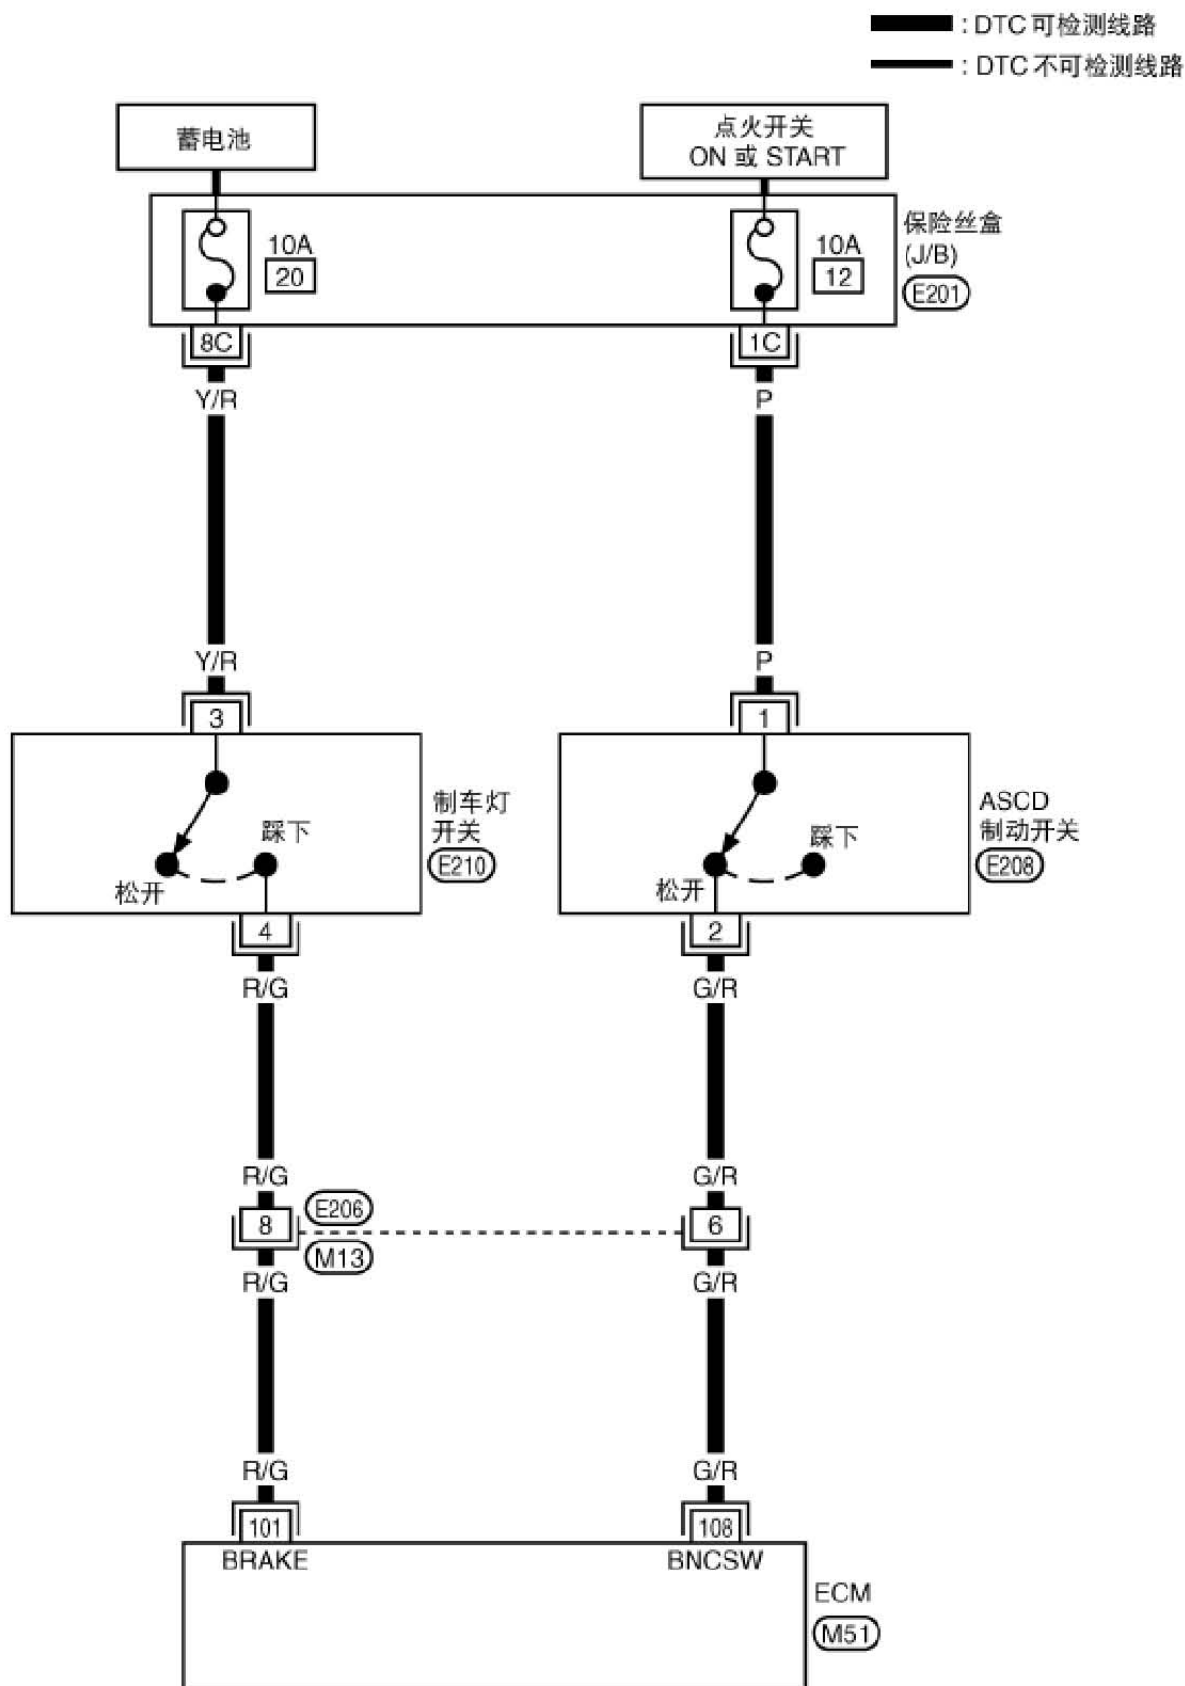 : DTC 可检测线路
: DTC 不可检测线路
蓄电池
点火开关
ON 或 START
10A
20
10A
12
保险丝盒
(J/B)
E201
8C
1C
Y/R
P
Y/R
P
3
1
制车灯
开关
E210
踩下
松开
ASCD
制动开关
E208
踩下
松开
4
2
R/G
G/R
R/G
G/R
8
E206
M13
6
R/G
G/R
R/G
G/R
101
108
BRAKE
BNCSW
ECM
M51